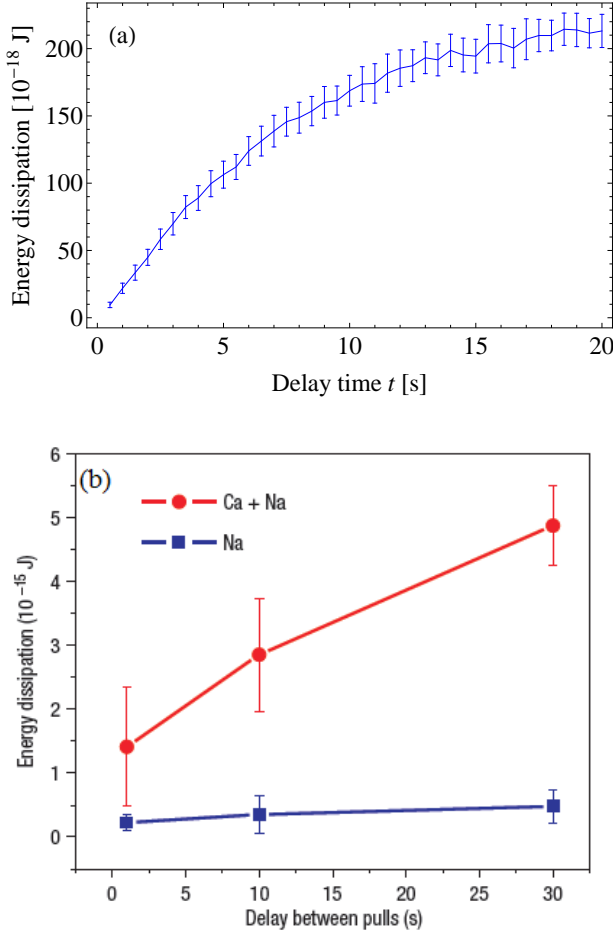 (a)
Energy dissipation [10⁻¹⁸ J]
200
150
100
50
0
0 5 10 15 20
Delay time t [s]
(b)
Ca + Na
Na
Energy dissipation (10⁻¹⁵ J)
6
5
4
3
2
1
0
0 5 10 15 20 25 30
Delay between pulls (s)